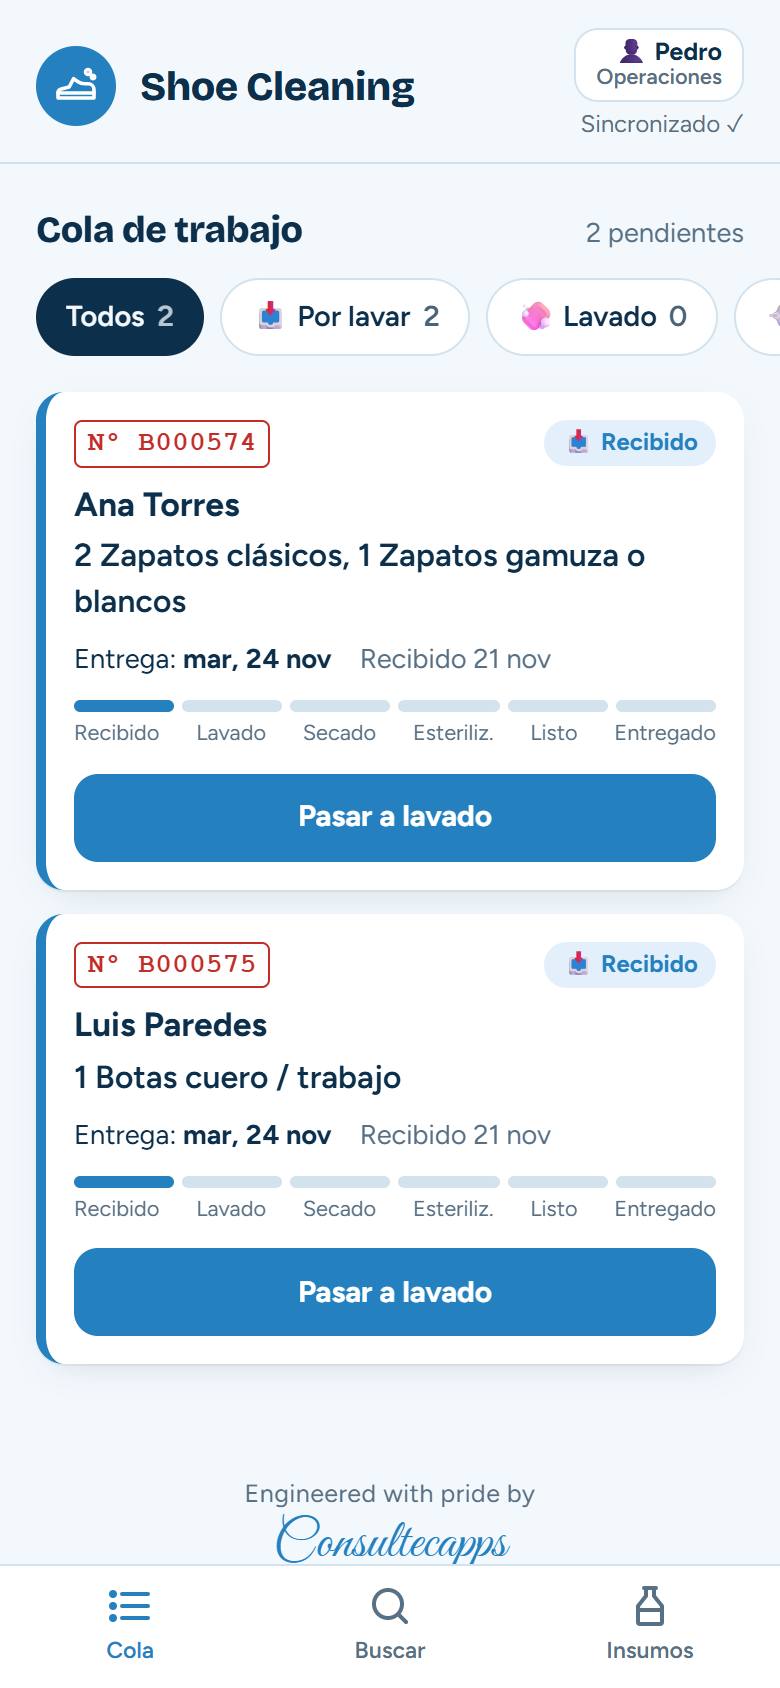 Shoe Cleaning
Pedro
Operaciones
Sincronizado ✓
Cola de trabajo
2 pendientes
Todos 2
Por lavar 2
Lavado 0
Nº B000574
Recibido
Ana Torres
2 Zapatos clásicos, 1 Zapatos gamuza o
blancos
Entrega: mar, 24 nov Recibido 21 nov
Recibido Lavado Secado Esteriliz. Listo Entregado
Pasar a lavado
Nº B000575
Recibido
Luis Paredes
1 Botas cuero / trabajo
Entrega: mar, 24 nov Recibido 21 nov
Recibido Lavado Secado Esteriliz. Listo Entregado
Pasar a lavado
Engineered with pride by
Consultecapps
Cola Buscar Insumos